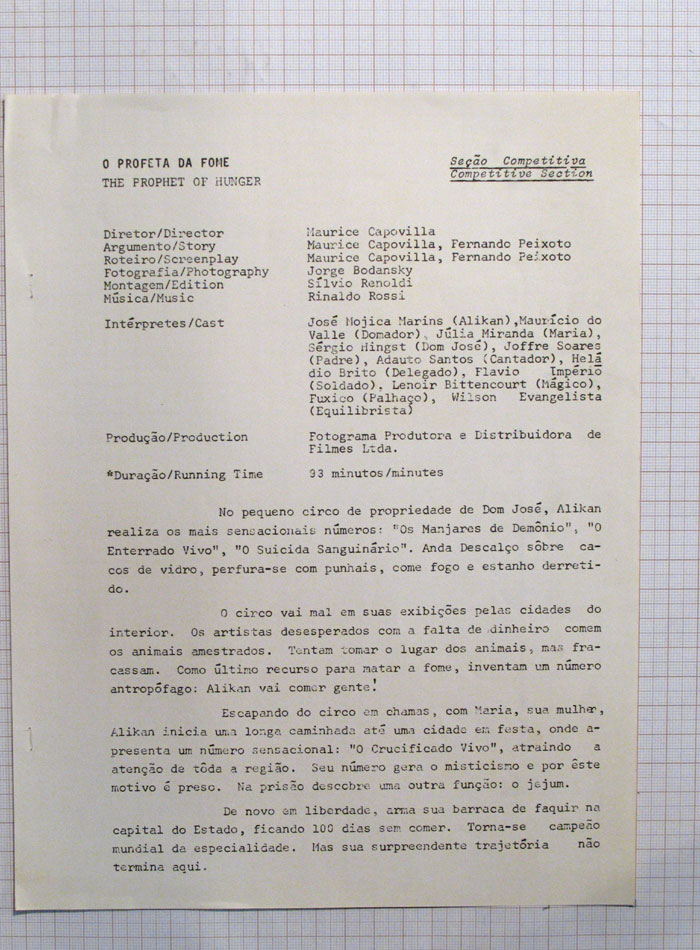 O PROFETA DA FOME
THE PROPHET OF HUNGER
Seção Competitiva
Competitive Section
Diretor/Director Maurice Capovilla
Argumento/Story Maurice Capovilla, Fernando Peixoto
Roteiro/Screenplay Maurice Capovilla, Fernando Peixoto
Fotografia/Photography Jorge Bodansky
Montagem/Edition Sílvio Renoldi
Música/Music Rinaldo Rossi
Intérpretes/Cast José Mojica Marins (Alikan),Maurício do
Valle (Domador), Júlia Miranda (Maria),
Sérgio Hingst (Dom José), Joffre Soares
(Padre), Adauto Santos (Cantador), Helá
dio Brito (Delegado), Flavio Império
(Soldado), Lenoir Bittencourt (Mágico),
Fuxico (Palhaço), Wilson Evangelista
(Equilibrista)
Produção/Production Fotograma Produtora e Distribuidora de
Filmes Ltda.
*Duração/Running Time 93 minutos/minutes
No pequeno circo de propriedade de Dom José, Alikan
realiza os mais sensacionais números: "Os Manjares de Demônio", "O
Enterrado Vivo", "O Suicida Sanguinário". Anda Descalço sôbre ca-
cos de vidro, perfura-se com punhais, come fogo e estanho derreti-
do.
O circo vai mal em suas exibições pelas cidades do
interior. Os artistas desesperados com a falta de dinheiro comem
os animais amestrados. Tentam tomar o lugar dos animais, mas fra-
cassam. Como último recurso para matar a fome, inventam um número
antropófago: Alikan vai comer gente!
Escapando do circo em chamas, com Maria, sua mulher,
Alikan inicia uma longa caminhada até uma cidade em festa, onde a-
presenta um número sensacional: "O Crucificado Vivo", atraindo a
atenção de tôda a região. Seu número gera o misticismo e por êste
motivo é preso. Na prisão descobre uma outra função: o jejum.
De novo em liberdade, arma sua barraca de faquir na
capital do Estado, ficando 100 dias sem comer. Torna-se campeão
mundial da especialidade. Mas sua surpreendente trajetória não
termina aqui.